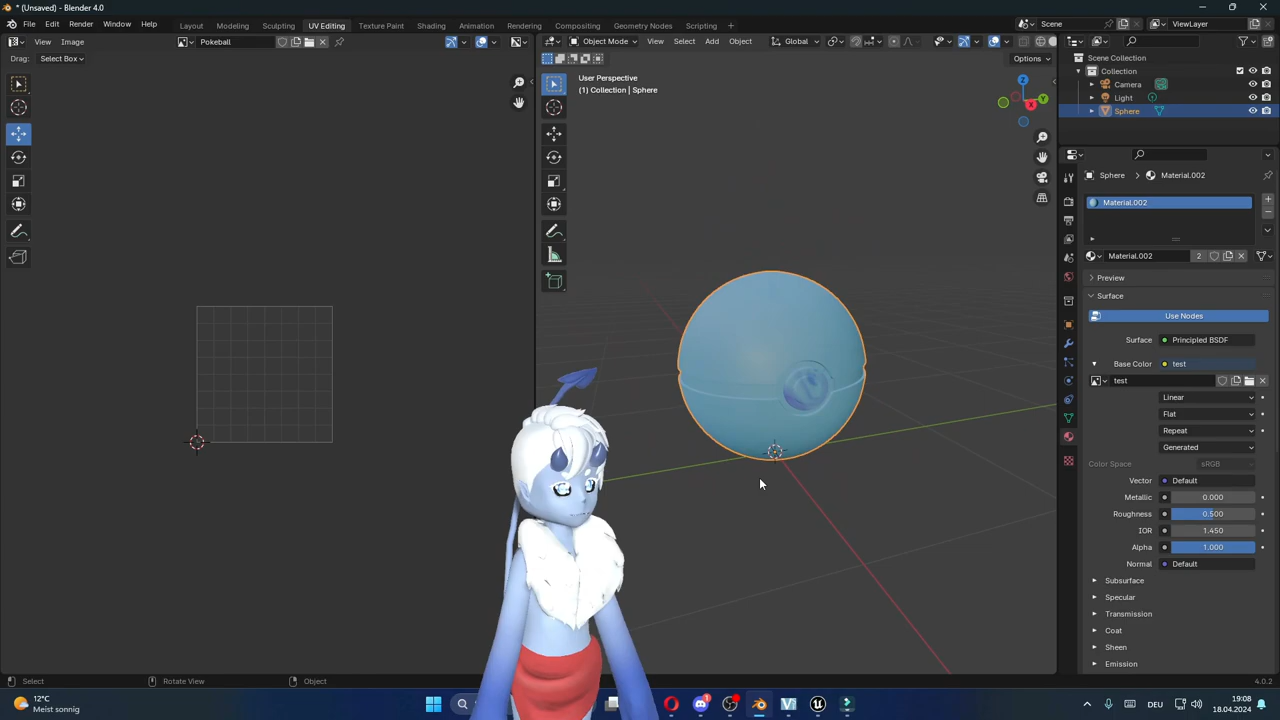 * (Unsaved) - Blender 4.0
File Edit Render Window Help Layout Modeling Sculpting UV Editing Texture Paint Shading Animation Rendering Compositing Geometry Nodes Scripting + Scene ViewLayer
View Image Pokeball Object Mode View Select Add Object Global
Drag: Select Box Options
User Perspective
(1) Collection | Sphere
Z
Y
X
Scene Collection
Collection
Camera
Light
Sphere
Sphere > Material.002
Material.002
Material.002 2
Preview
Surface
Use Nodes
Surface Principled BSDF
Base Color test
test
Linear
Flat
Repeat
Generated
Color Space sRGB
Vector Default
Metallic 0.000
Roughness 0.500
IOR 1.450
Alpha 1.000
Normal Default
Subsurface
Specular
Transmission
Coat
Sheen
Emission
Select Rotate View Object 4.0.2
12°C
Meist sonnig
1
DEU
19:08
18.04.2024